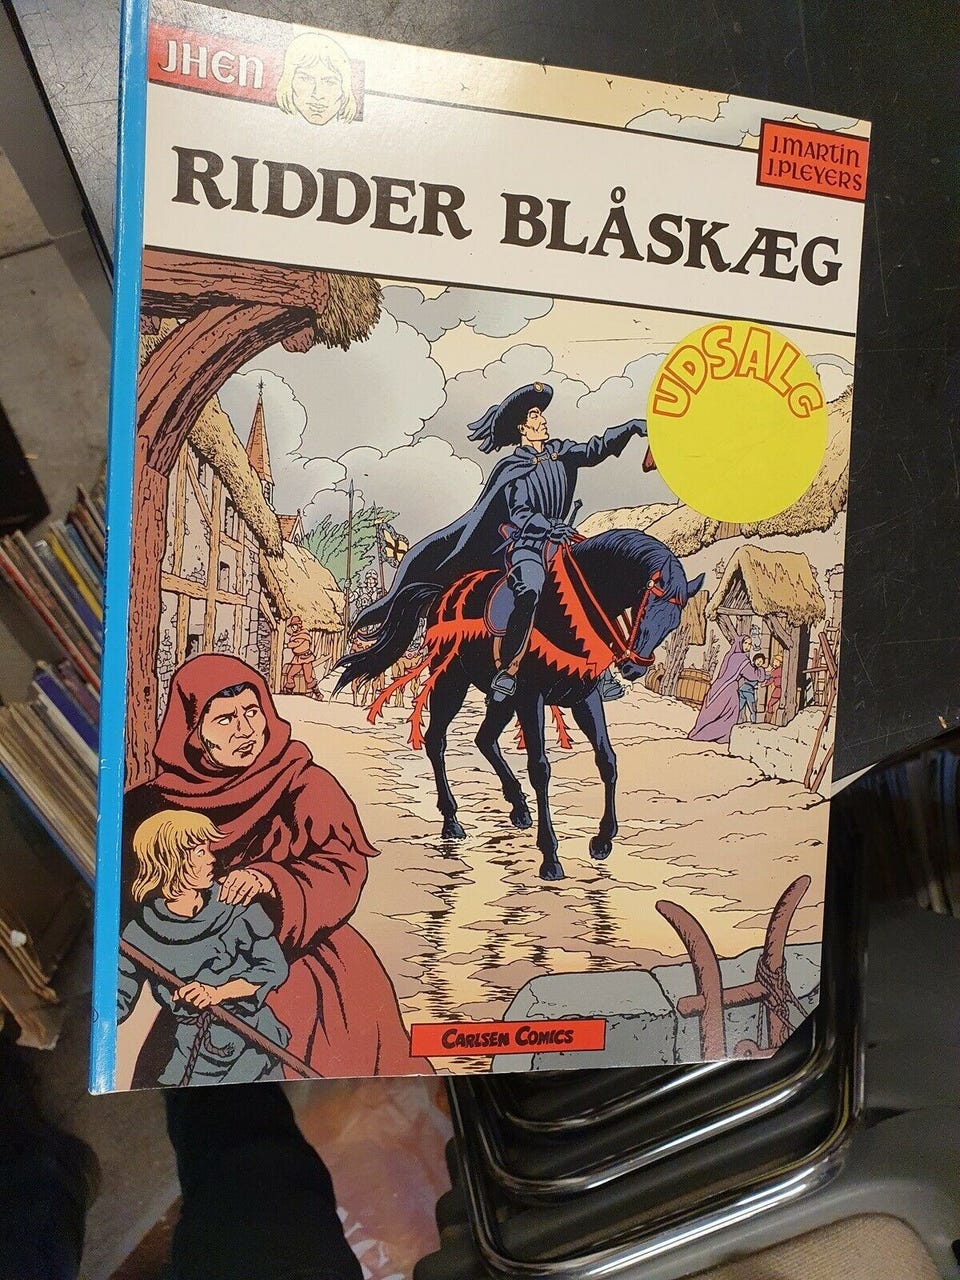 JHEN
J.MARTIN
J.PLEYERS
RIDDER BLÅSKÆG
UDSALG
CARLSEN COMICS